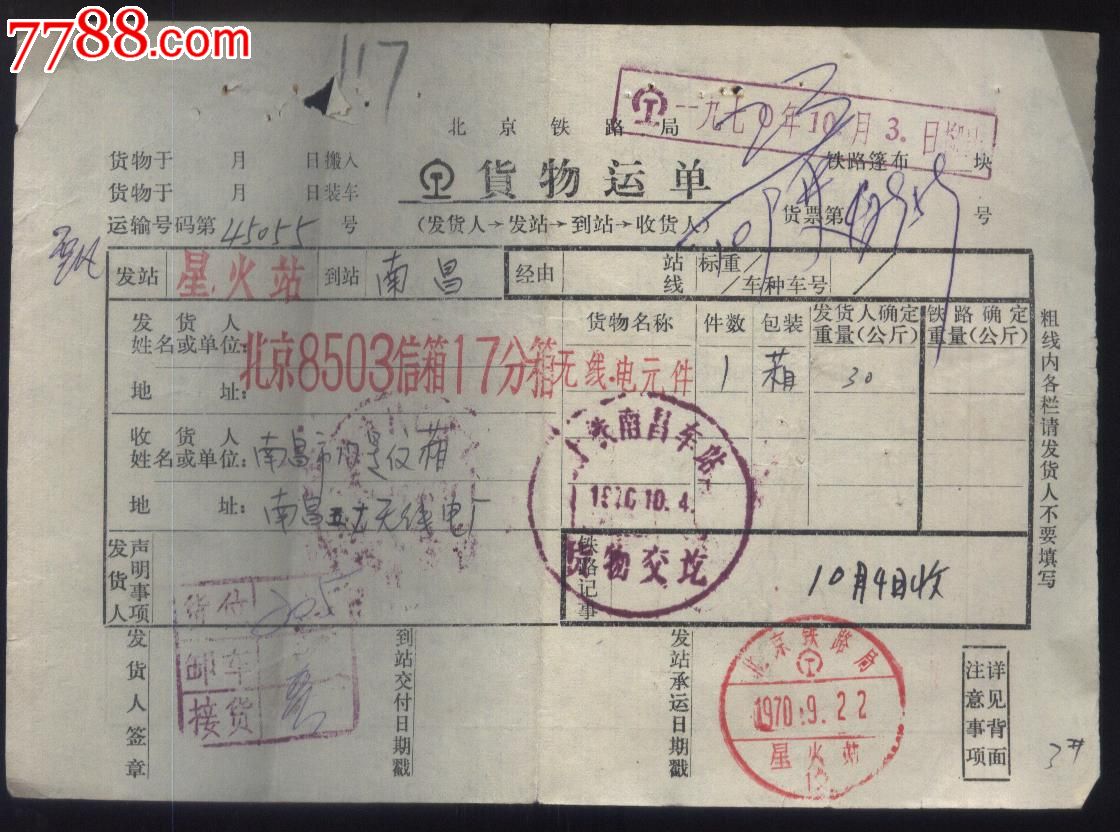 7788.com
117
北京铁路局
一九七0年10月3日
货物于 月 日搬入
货物于 月 日装车
貨物运单
铁路篷布 块
运输号码第45055号
(发货人→发站→到站→收货人)
货票第 号
发站 星火站 到站 南昌
经由 站线
标重/车种车号
发货人姓名或单位:
北京8503信箱17分箱
地址:
货物名称 件数 包装 发货人确定重量(公斤) 铁路确定重量(公斤)
无线电元件 1 箱 30
收货人姓名或单位: 南昌市
地址: 南昌 无线电厂
南昌车站
1970.10.4.
货物交讫
发货人声明事项
铁路记事
10月4日收
粗线内各栏请发货人不要填写
卸车
接货
发货人签章
到站交付日期戳
发站承运日期戳
北京铁路局
1970.9.22
星火站
详见背面
注意事项